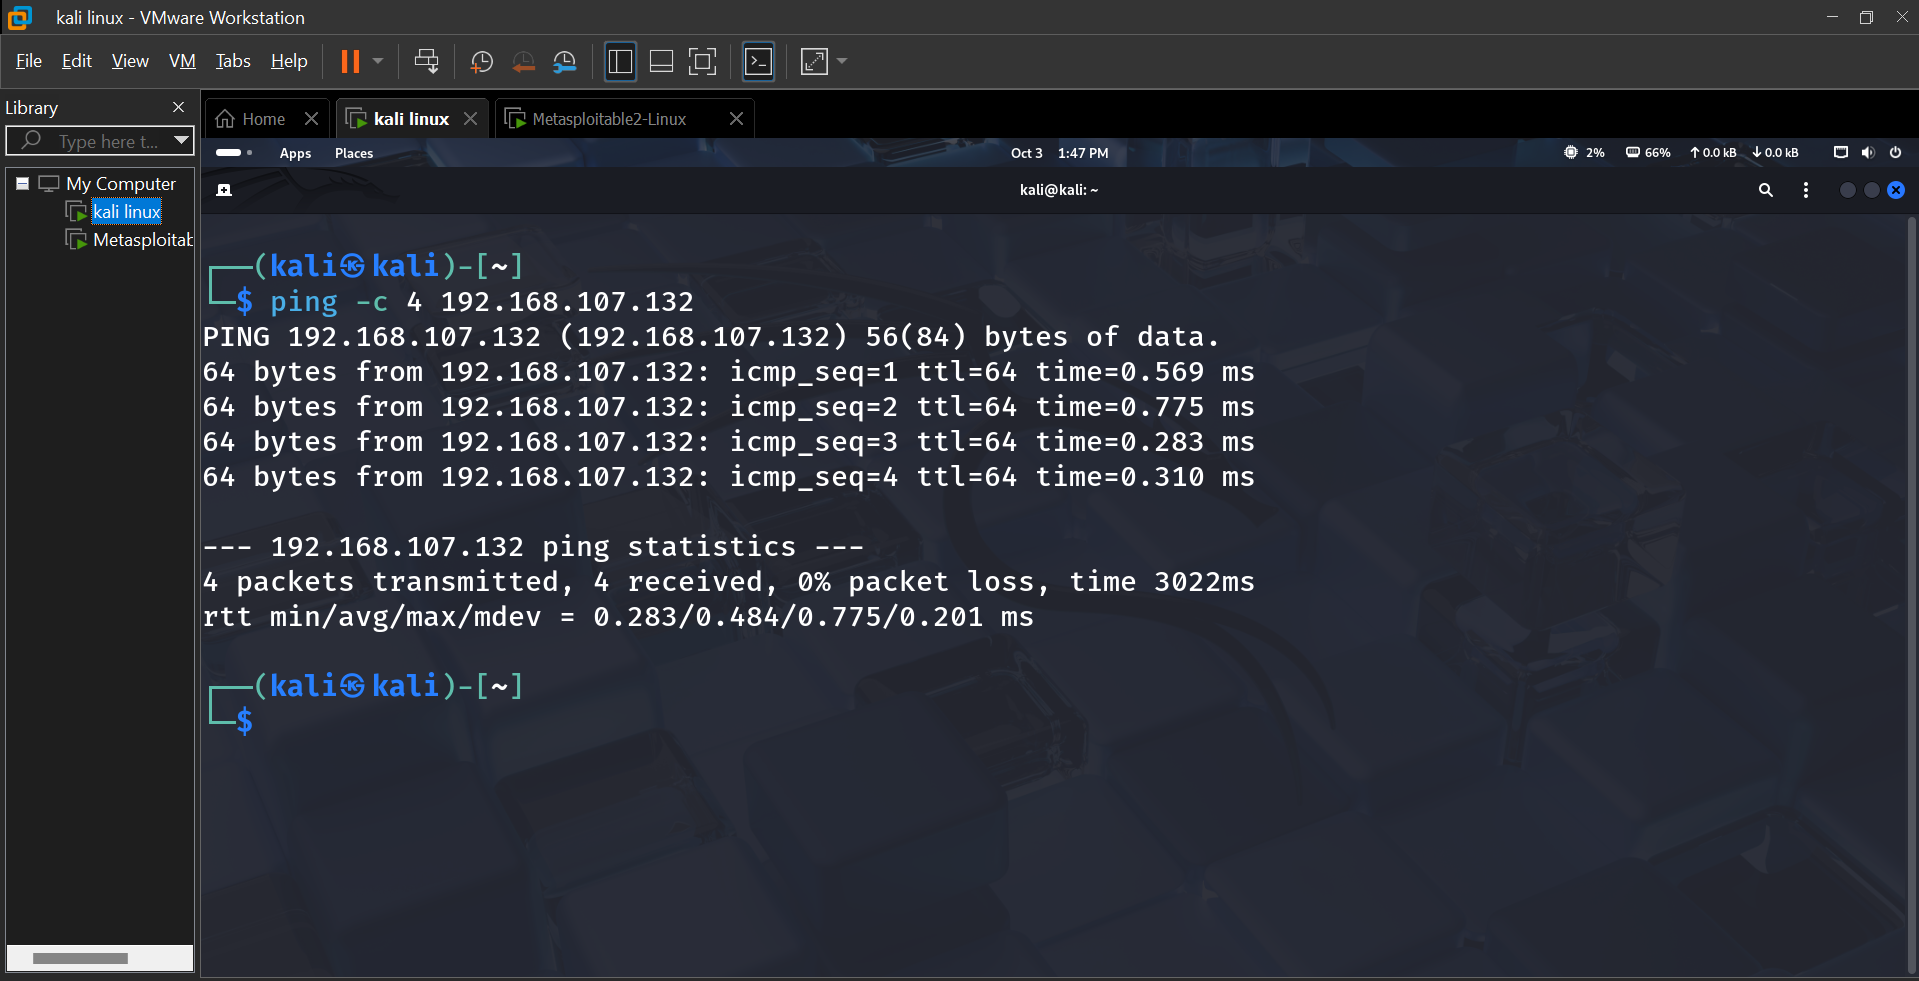 kali linux - VMware Workstation
File Edit View VM Tabs Help
Library
Type here t...
My Computer
kali linux
Metasploitab
Home
kali linux
Metasploitable2-Linux
Apps Places
Oct 3 1:47 PM
2% 66% ↑0.0 kB ↓0.0 kB
kali@kali: ~
┌──(kali㉿kali)-[~]
└─$ ping -c 4 192.168.107.132
PING 192.168.107.132 (192.168.107.132) 56(84) bytes of data.
64 bytes from 192.168.107.132: icmp_seq=1 ttl=64 time=0.569 ms
64 bytes from 192.168.107.132: icmp_seq=2 ttl=64 time=0.775 ms
64 bytes from 192.168.107.132: icmp_seq=3 ttl=64 time=0.283 ms
64 bytes from 192.168.107.132: icmp_seq=4 ttl=64 time=0.310 ms
--- 192.168.107.132 ping statistics ---
4 packets transmitted, 4 received, 0% packet loss, time 3022ms
rtt min/avg/max/mdev = 0.283/0.484/0.775/0.201 ms
┌──(kali㉿kali)-[~]
└─$